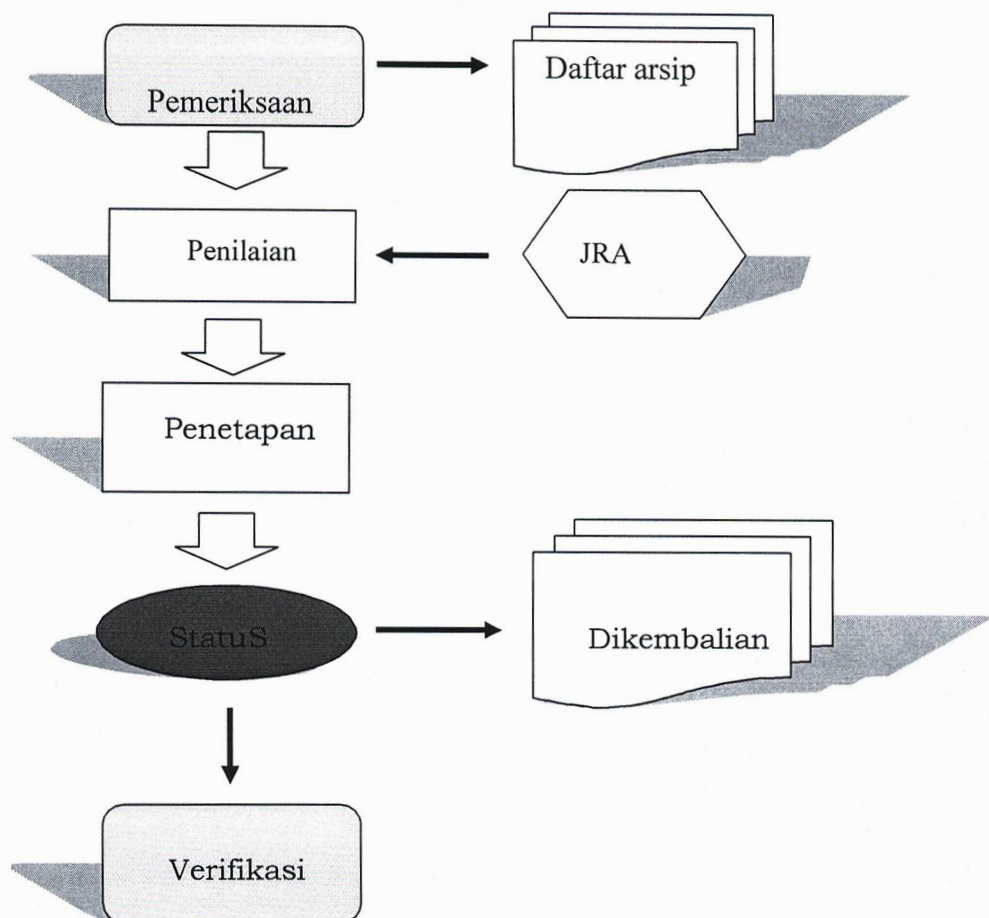 Pemeriksaan
Daftar arsip
Penilaian
JRA
Penetapan
StatuS
Dikembalian
Verifikasi